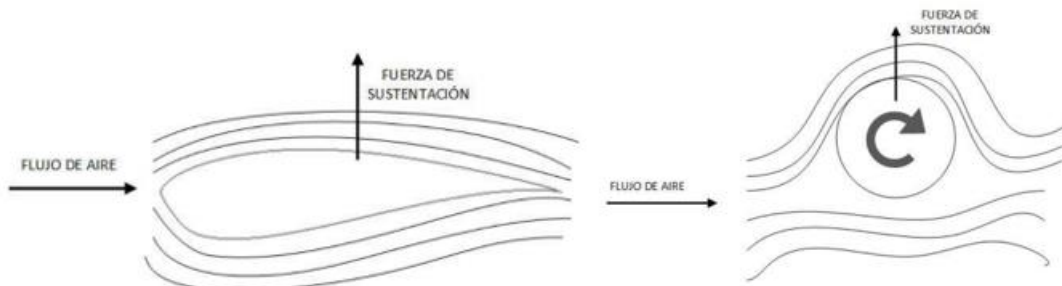 FUERZA DE
SUSTENTACIÓN
FLUJO DE AIRE
FUERZA DE
SUSTENTACIÓN
FLUJO DE AIRE